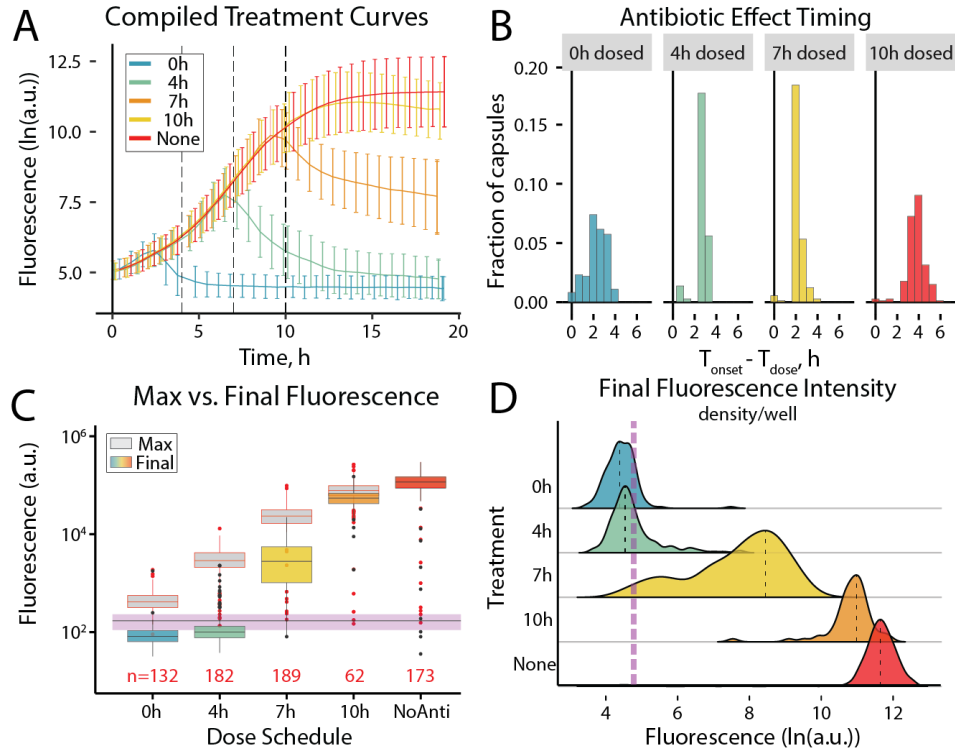 A
Compiled Treatment Curves
Fluorescence (ln(a.u.))
12.5
10.0
7.5
5.0
0h
4h
7h
10h
None
0
5
10
15
20
Time, h
B
Antibiotic Effect Timing
0h dosed
4h dosed
7h dosed
10h dosed
Fraction of capsules
0.20
0.15
0.10
0.05
0.00
0 2 4 6
0 2 4 6
0 2 4 6
0 2 4 6
T onset - T dose, h
C
Max vs. Final Fluorescence
Fluorescence (a.u.)
10^6
10^4
10^2
Max
Final
n=132 182 189 62 173
0h 4h 7h 10h NoAnti
Dose Schedule
D
Final Fluorescence Intensity
density/well
Treatment
0h
4h
7h
10h
None
4 6 8 10 12
Fluorescence (ln(a.u.))